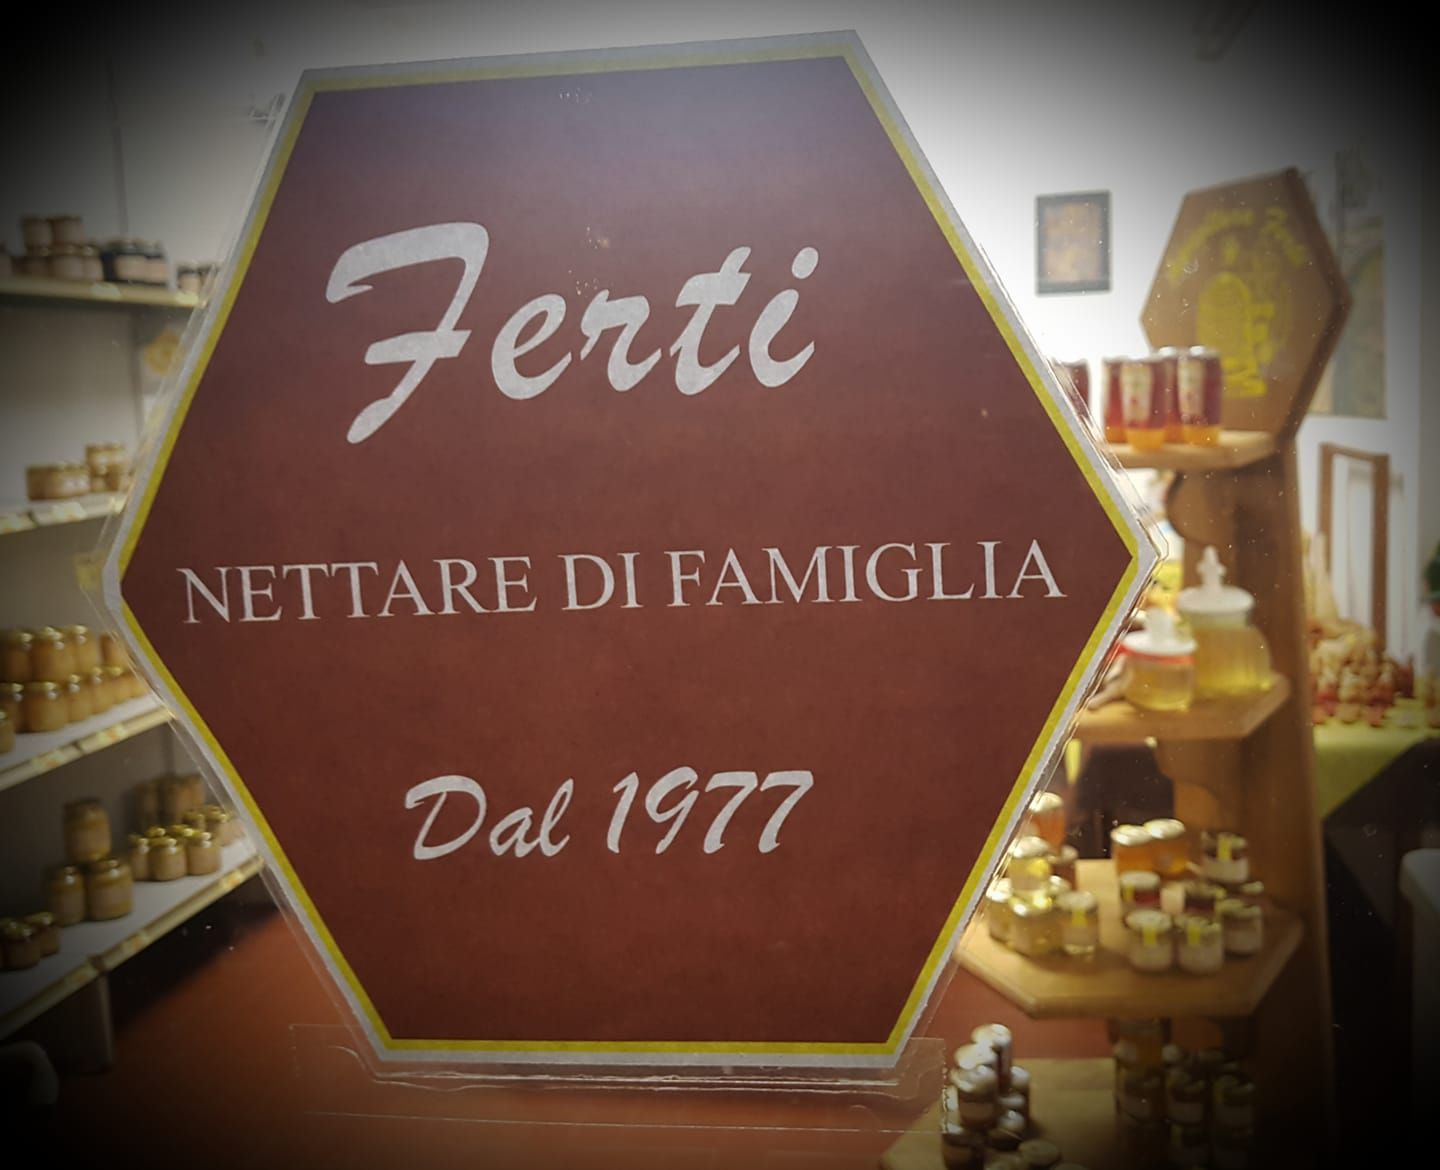 Ferti
NETTARE DI FAMIGLIA
Dal 1977